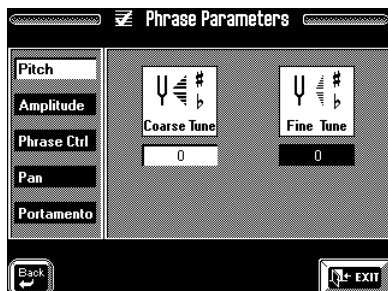 Phrase Parameters
Pitch
Amplitude
Phrase Ctrl
Pan
Portamento
Coarse Tune
0
Fine Tune
0
Back
EXIT